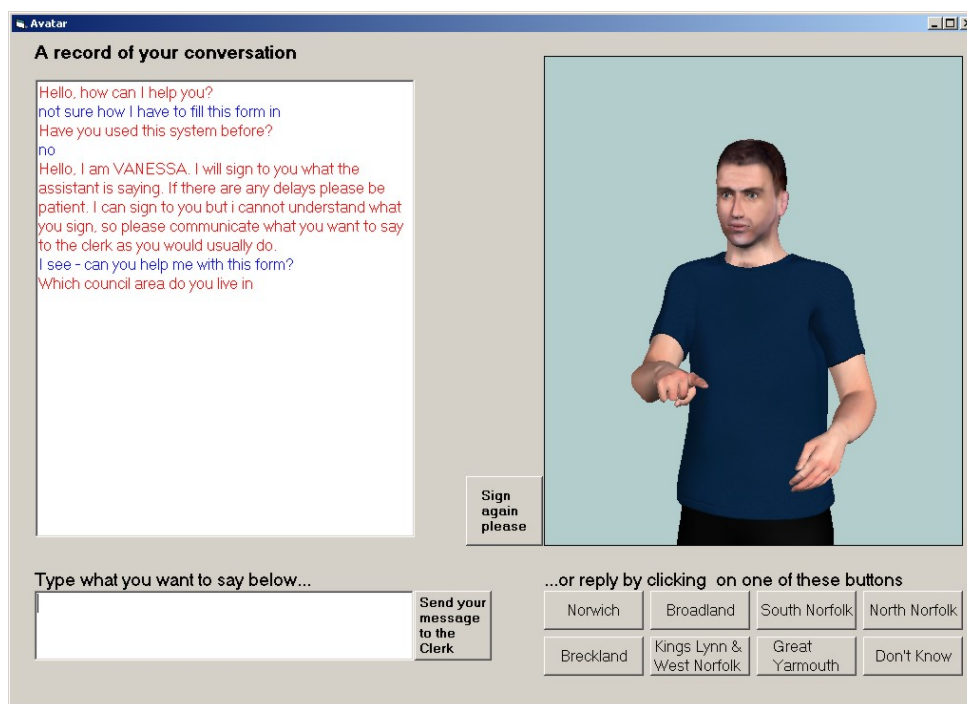 Avatar
A record of your conversation
Hello, how can I help you?
not sure how I have to fill this form in
Have you used this system before?
no
Hello, I am VANESSA. I will sign to you what the
assistant is saying. If there are any delays please be
patient. I can sign to you but i cannot understand what
you sign, so please communicate what you want to say
to the clerk as you would usually do.
I see - can you help me with this form?
Which council area do you live in
Sign
again
please
Type what you want to say below...
Send your
message
to the
Clerk
...or reply by clicking on one of these buttons
Norwich
Broadland
South Norfolk
North Norfolk
Breckland
Kings Lynn &
West Norfolk
Great
Yarmouth
Don't Know